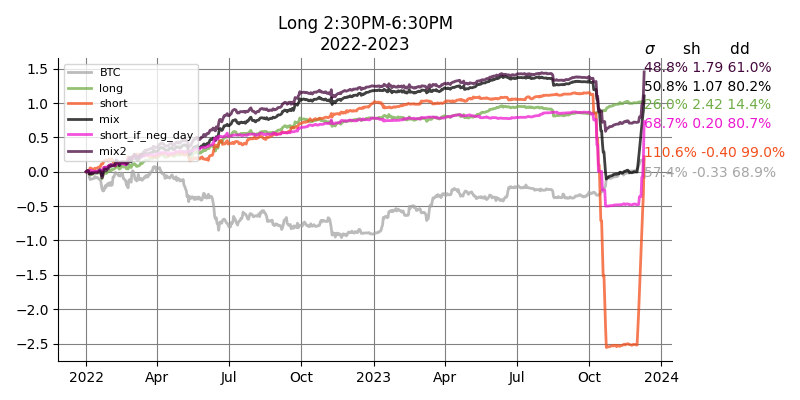 Long 2:30PM-6:30PM
2022-2023
σ sh dd
48.8% 1.79 61.0%
50.8% 1.07 80.2%
26.0% 2.42 14.4%
68.7% 0.20 80.7%
110.6% -0.40 99.0%
57.4% -0.33 68.9%
BTC
long
short
mix
short_if_neg_day
mix2
1.5
1.0
0.5
0.0
−0.5
−1.0
−1.5
−2.0
−2.5
2022 Apr Jul Oct 2023 Apr Jul Oct 2024